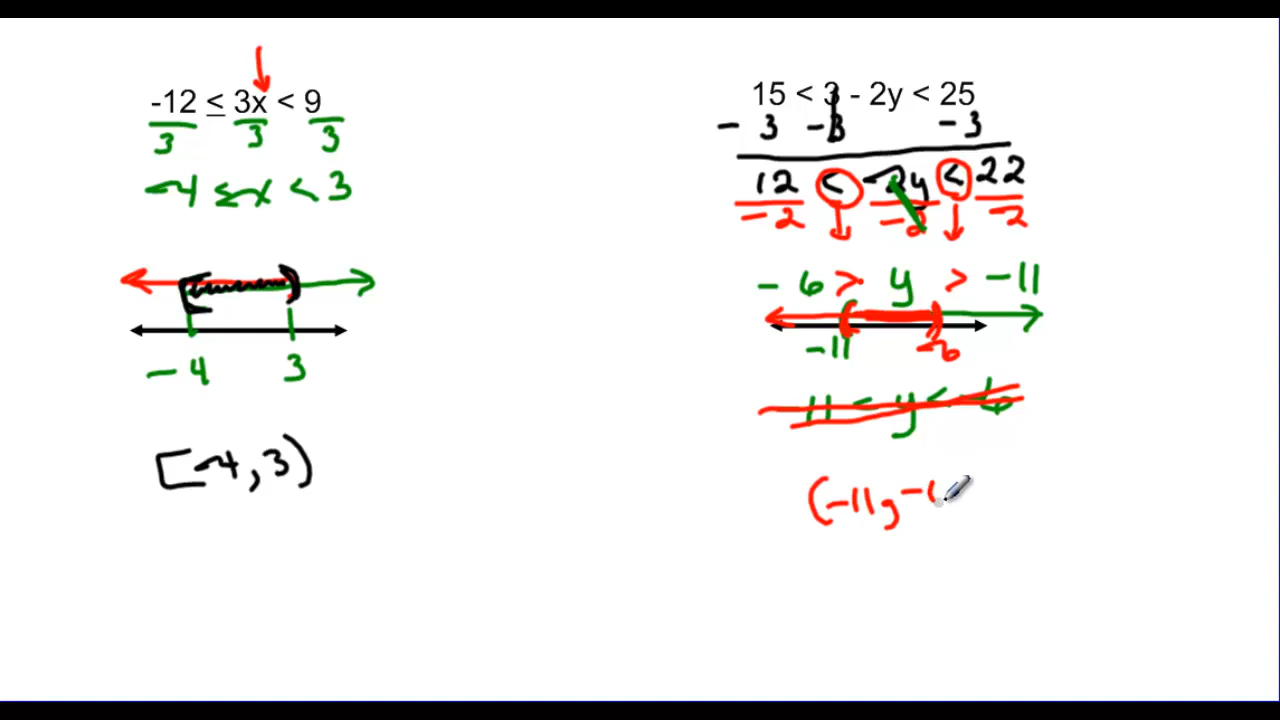 -12 ≤ 3x < 9
3 3 3
-4 ≤ x < 3
-4 3
[-4, 3)
15 < 3 - 2y < 25
- 3 -3 -3
12 < -2y < 22
-2 -2 -2
- 6 > y > -11
-11 -6
-11 < y < -6
(-11, -